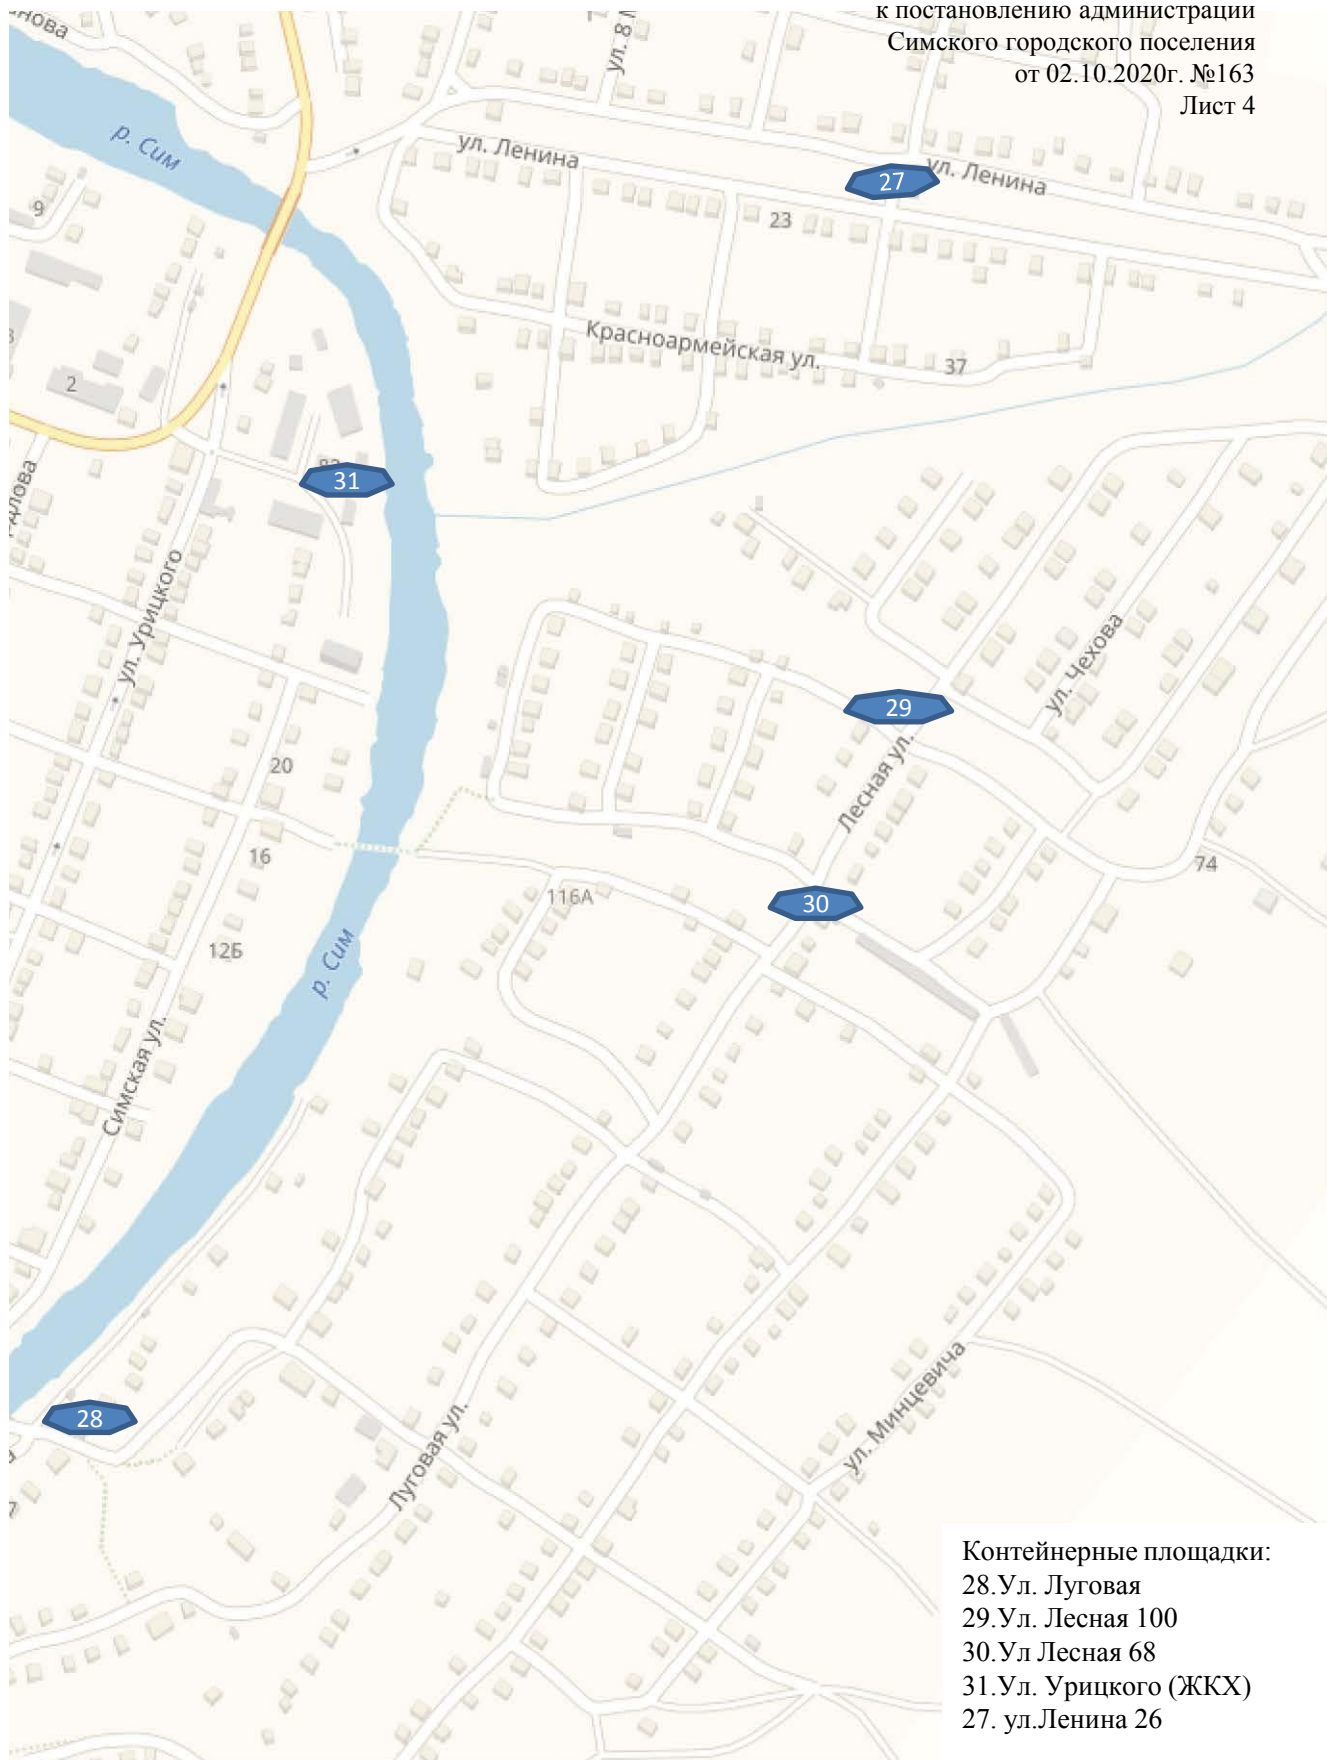 к постановлению администрации
Симского городского поселения
от 02.10.2020г. №163
Лист 4
р. Сим
ул. Ленина
27
ул. Ленина
9
23
Красноармейская ул.
37
2
31
ул. Урицкого
ул. Чехова
29
20
Лесная ул.
16
74
116А
30
12Б
р. Сим
Симская ул.
ул. Минцевича
28
Луговая ул.
Контейнерные площадки:
28.Ул. Луговая
29.Ул. Лесная 100
30.Ул Лесная 68
31.Ул. Урицкого (ЖКХ)
27. ул.Ленина 26